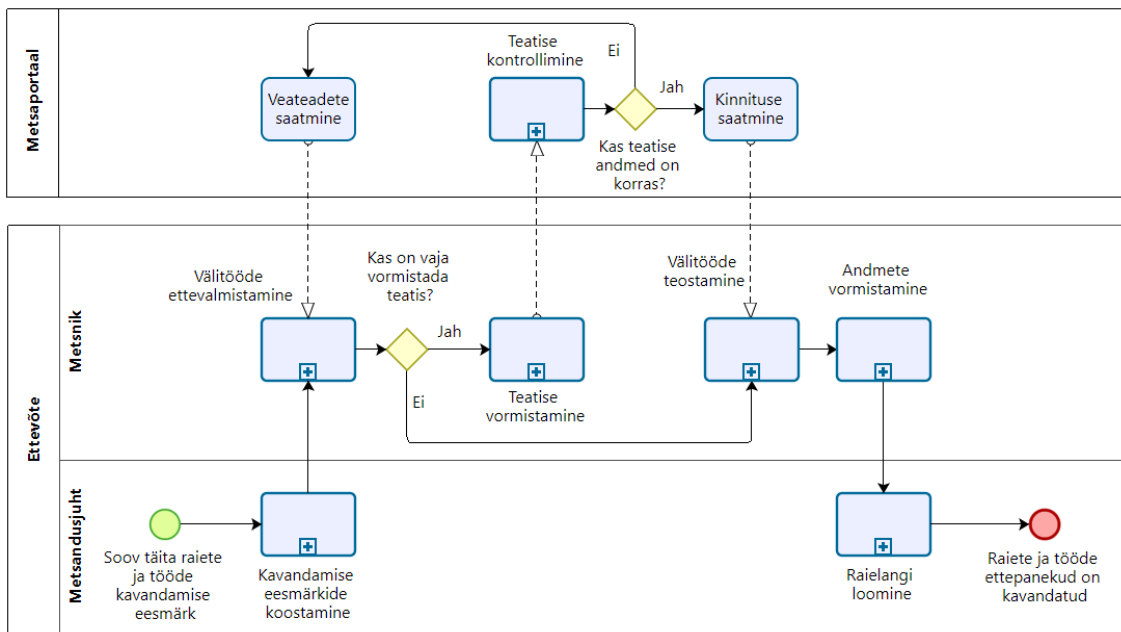 Metsaportaal
Veateadete
saatmine
Teatise
kontrollimine
Ei
Jah
Kas teatise
andmed on
korras?
Kinnituse
saatmine
Ettevõte
Metsnik
Välitööde
ettevalmistamine
Kas on vaja
vormistada
teatis?
Jah
Ei
Teatise
vormistamine
Välitööde
teostamine
Andmete
vormistamine
Metsandusjuht
Soov täita raiete
ja tööde
kavandamise
eesmärk
Kavandamise
eesmärkide
koostamine
Raielangi
loomine
Raiete ja tööde
ettepanekud on
kavandatud